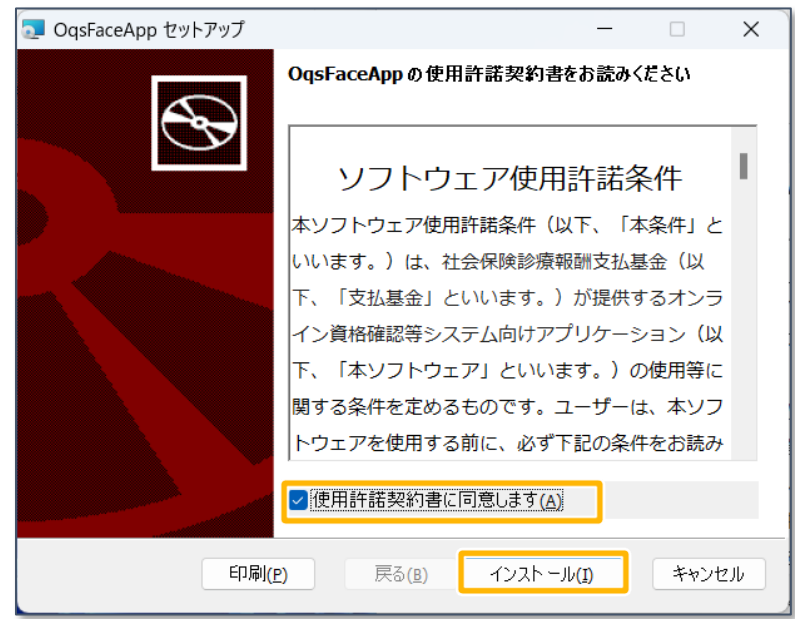 OqsFaceApp セットアップ
OqsFaceApp の使用許諾契約書をお読みください
ソフトウェア使用許諾条件
本ソフトウェア使用許諾条件（以下、「本条件」と
いいます。）は、社会保険診療報酬支払基金（以
下、「支払基金」といいます。）が提供するオンラ
イン資格確認等システム向けアプリケーション（以
下、「本ソフトウェア」といいます。）の使用等に
関する条件を定めるものです。ユーザーは、本ソフ
トウェアを使用する前に、必ず下記の条件をお読み
使用許諾契約書に同意します(A)
印刷(P)
戻る(B)
インストール(I)
キャンセル